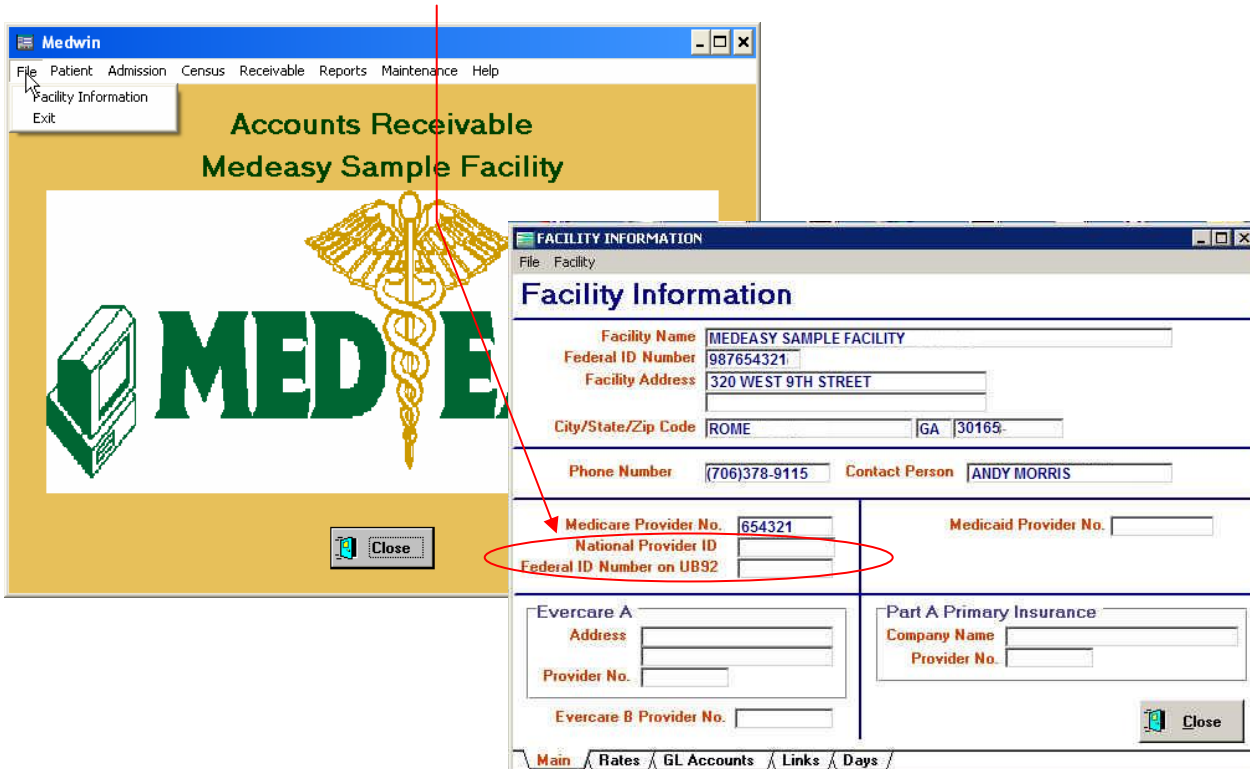 Medwin
File Patient Admission Census Receivable Reports Maintenance Help
Facility Information
Exit
Accounts Receivable
Medeasy Sample Facility
MED E
Close
FACILITY INFORMATION
File Facility
Facility Information
Facility Name MEDEASY SAMPLE FACILITY
Federal ID Number 987654321
Facility Address 320 WEST 9TH STREET
City/State/Zip Code ROME GA 30165-
Phone Number (706)378-9115 Contact Person ANDY MORRIS
Medicare Provider No. 654321 Medicaid Provider No.
National Provider ID
Federal ID Number on UB92
Evercare A Part A Primary Insurance
Address Company Name
Provider No. Provider No.
Evercare B Provider No.
Close
Main Rates GL Accounts Links Days